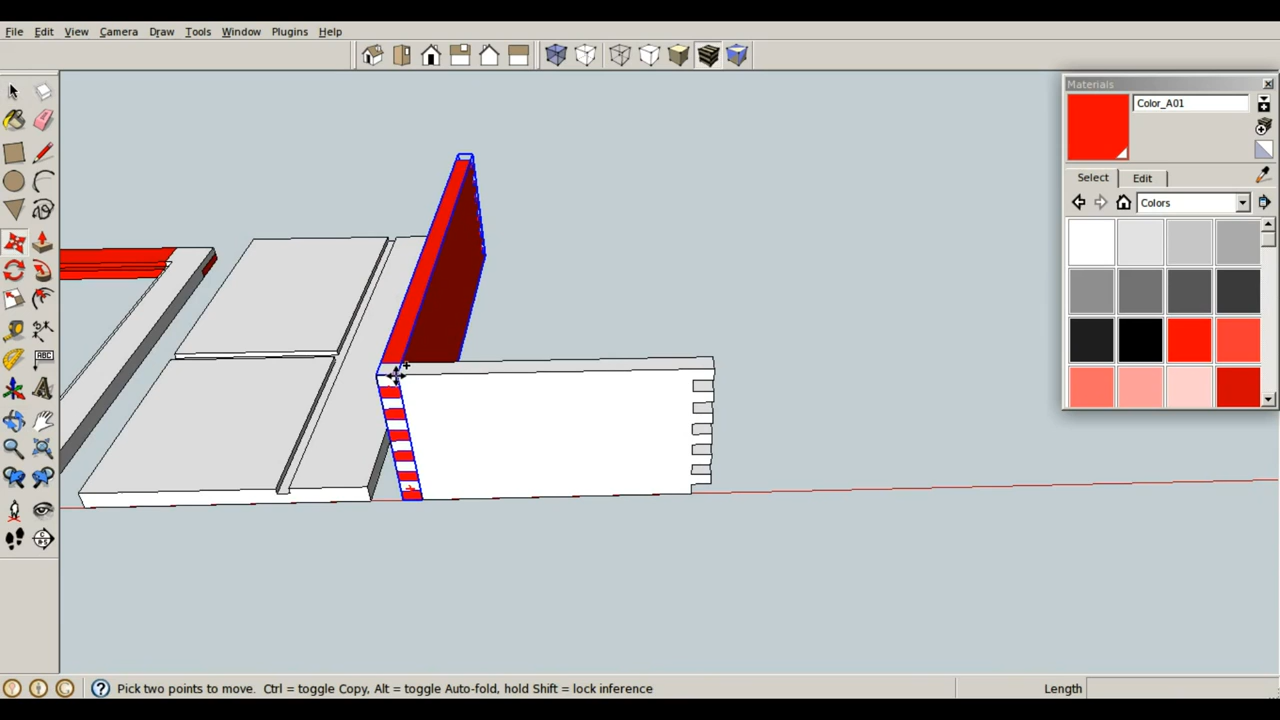 File Edit View Camera Draw Tools Window Plugins Help
Materials
Color_A01
Select Edit
Colors
ABC
Pick two points to move. Ctrl = toggle Copy, Alt = toggle Auto-fold, hold Shift = lock inference
Length